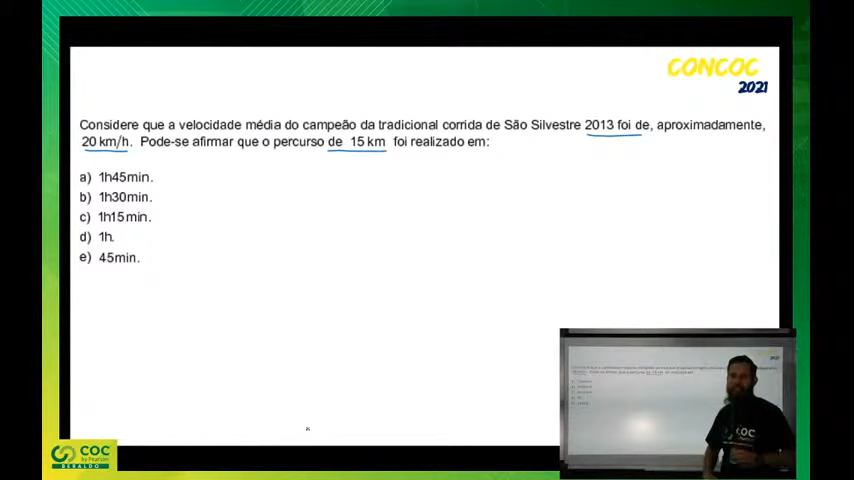 CONCOC
2021
Considere que a velocidade média do campeão da tradicional corrida de São Silvestre 2013 foi de, aproximadamente,
20 km/h. Pode-se afirmar que o percurso de 15 km foi realizado em:
a) 1h45min.
b) 1h30min.
c) 1h15min.
d) 1h.
e) 45min.
COC
by Pearson
BERALDO
COC